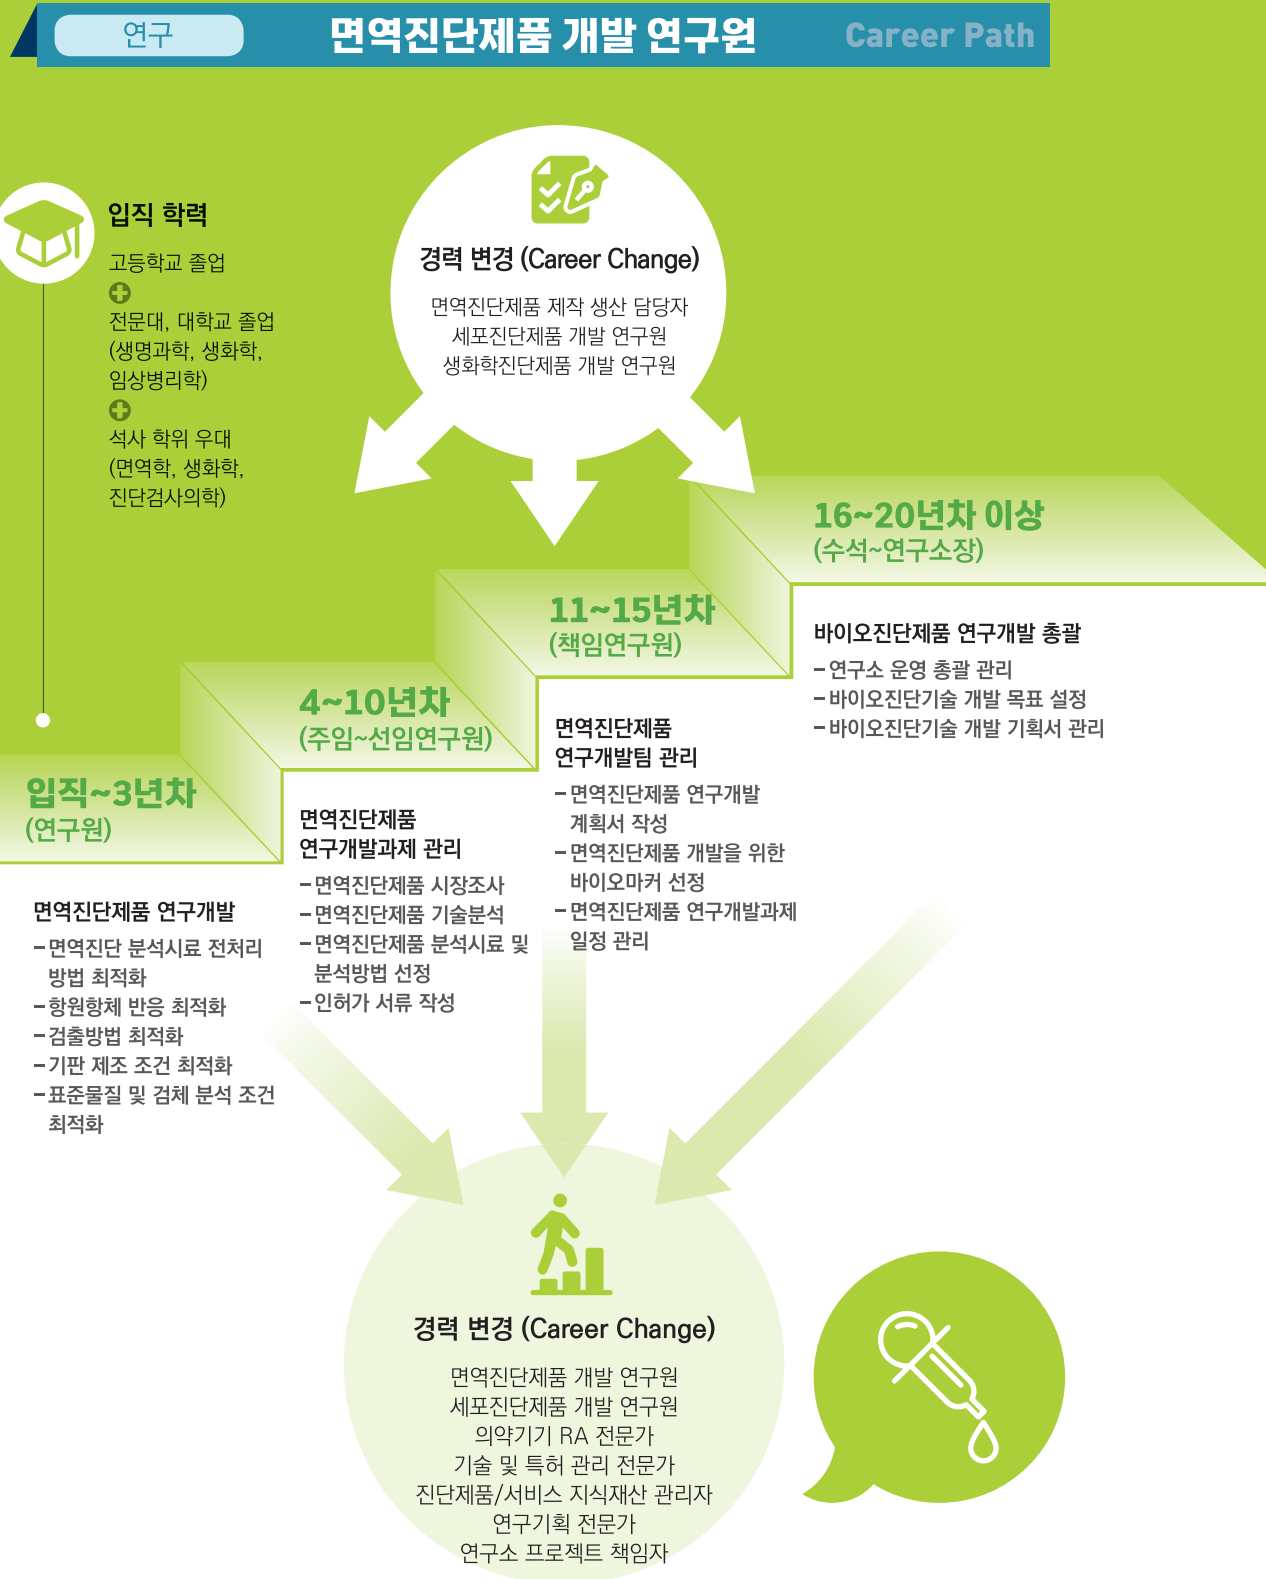 연구
면역진단제품 개발 연구원
Career Path
입직 학력
고등학교 졸업
전문대, 대학교 졸업
(생명과학, 생화학,
임상병리학)
석사 학위 우대
(면역학, 생화학,
진단검사의학)
경력 변경 (Career Change)
면역진단제품 제작 생산 담당자
세포진단제품 개발 연구원
생화학진단제품 개발 연구원
입직~3년차
(연구원)
면역진단제품 연구개발
– 면역진단 분석시료 전처리
방법 최적화
– 항원항체 반응 최적화
– 검출방법 최적화
– 기판 제조 조건 최적화
– 표준물질 및 검체 분석 조건
최적화
4~10년차
(주임~선임연구원)
면역진단제품
연구개발과제 관리
– 면역진단제품 시장조사
– 면역진단제품 기술분석
– 면역진단제품 분석시료 및
분석방법 선정
– 인허가 서류 작성
11~15년차
(책임연구원)
면역진단제품
연구개발팀 관리
– 면역진단제품 연구개발
계획서 작성
– 면역진단제품 개발을 위한
바이오마커 선정
– 면역진단제품 연구개발과제
일정 관리
16~20년차 이상
(수석~연구소장)
바이오진단제품 연구개발 총괄
– 연구소 운영 총괄 관리
– 바이오진단기술 개발 목표 설정
– 바이오진단기술 개발 기획서 관리
경력 변경 (Career Change)
면역진단제품 개발 연구원
세포진단제품 개발 연구원
의약기기 RA 전문가
기술 및 특허 관리 전문가
진단제품/서비스 지식재산 관리자
연구기획 전문가
연구소 프로젝트 책임자